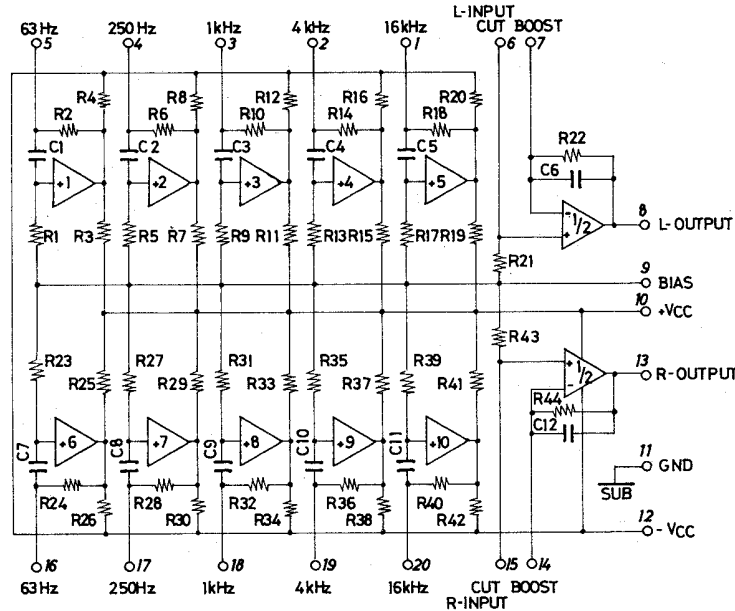 L-INPUT
63Hz 250Hz 1kHz 4kHz 16kHz CUT BOOST
5 4 3 2 1 6 7
R4 R8 R12 R16 R20
R2 R6 R10 R14 R18
R22
C1 C2 C3 C4 C5 C6
+1 +2 +3 +4 +5
- 1/2 +
8 L-OUTPUT
R1 R3 R5 R7 R9 R11 R13 R15 R17 R19
R21
9 BIAS
10 +VCC
R43
R23 R25 R27 R29 R31 R33 R35 R37 R39 R41
+ 1/2 -
13 R-OUTPUT
R44
C12
C7 +6 C8 +7 C9 +8 C10 +9 C11 +10
11 GND
SUB
R24 R28 R32 R36 R40
R26 R30 R34 R38 R42
12 -VCC
16 17 18 19 20 15 14
63Hz 250Hz 1kHz 4kHz 16kHz CUT BOOST
R-INPUT